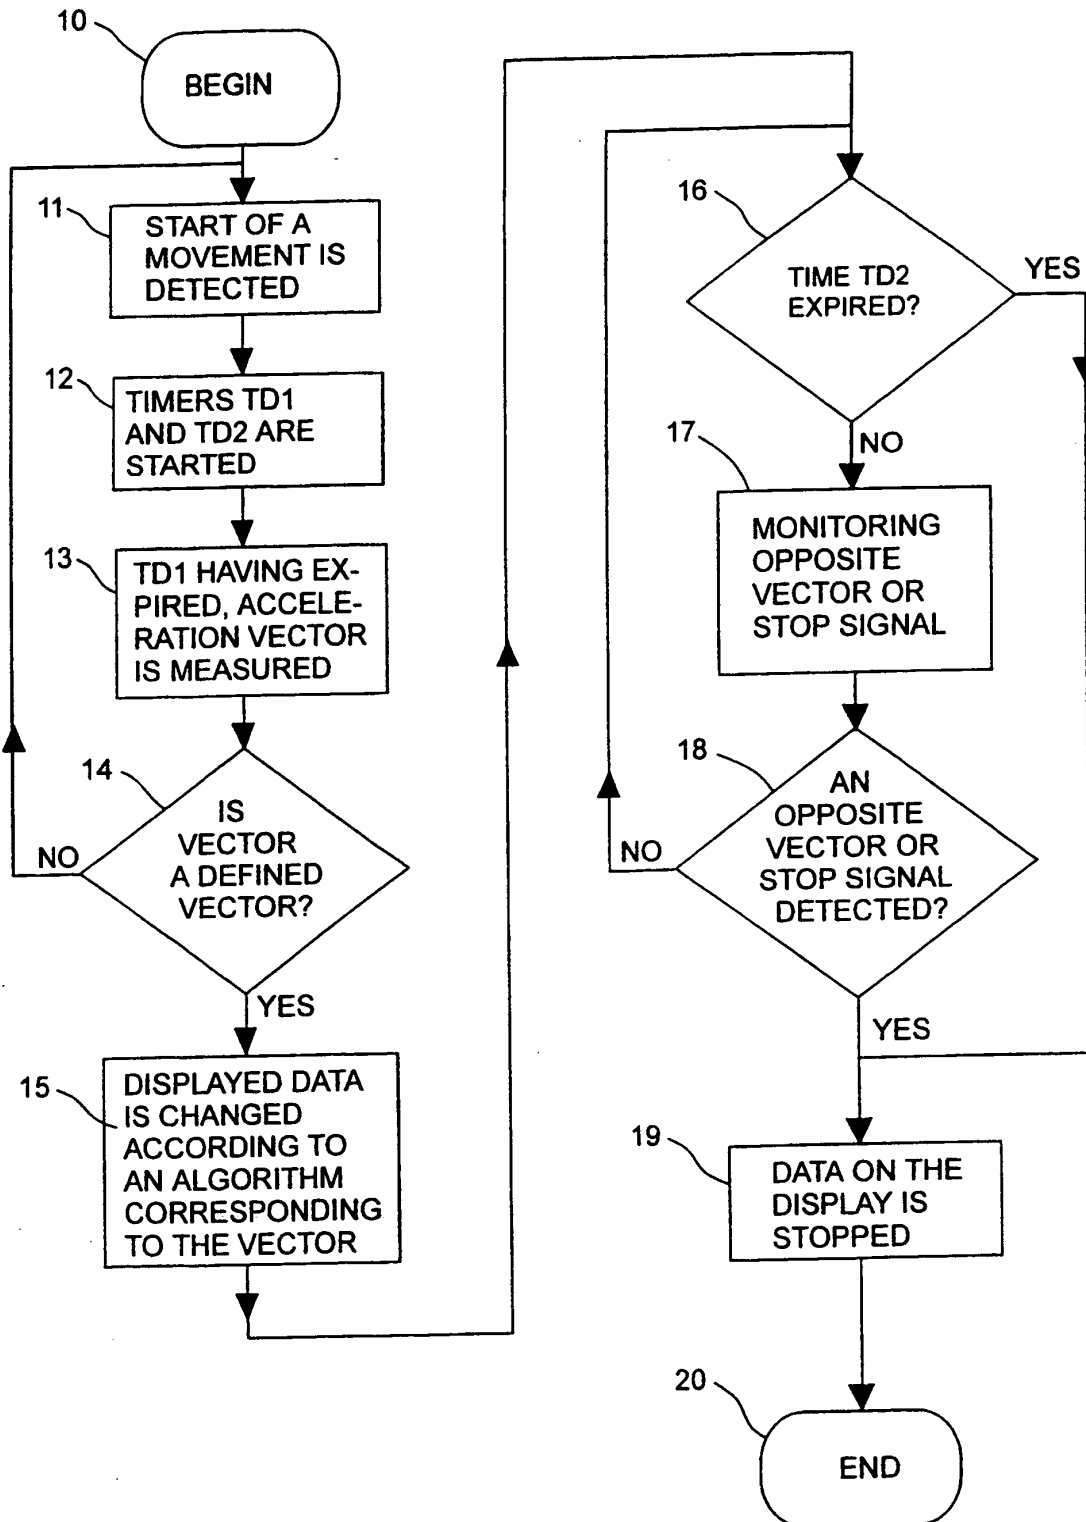 10
BEGIN
11
START OF A
MOVEMENT IS
DETECTED
12
TIMERS TD1
AND TD2 ARE
STARTED
13
TD1 HAVING EX-
PIRED, ACCELE-
RATION VECTOR
IS MEASURED
14
IS
VECTOR
A DEFINED
VECTOR?
NO
YES
15
DISPLAYED DATA
IS CHANGED
ACCORDING TO
AN ALGORITHM
CORRESPONDING
TO THE VECTOR
16
TIME TD2
EXPIRED?
YES
NO
17
MONITORING
OPPOSITE
VECTOR OR
STOP SIGNAL
18
AN
OPPOSITE
VECTOR OR
STOP SIGNAL
DETECTED?
NO
YES
19
DATA ON THE
DISPLAY IS
STOPPED
20
END